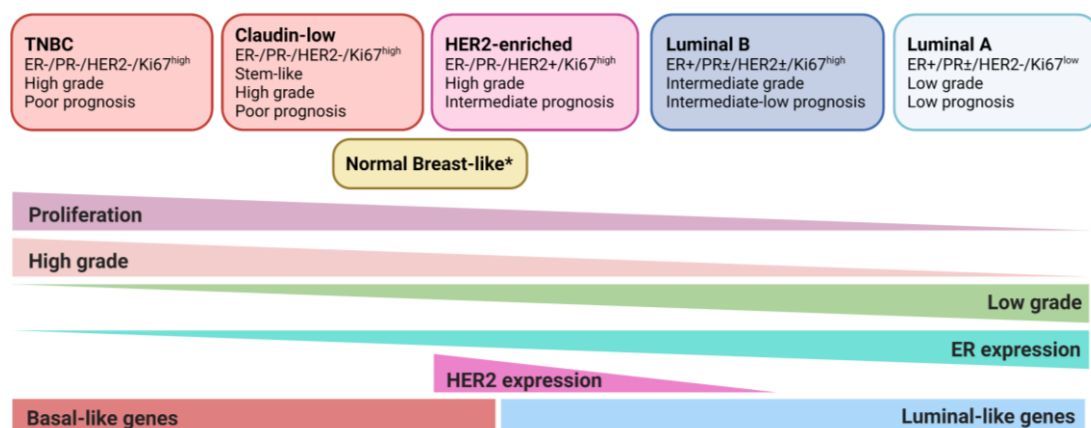 TNBC
ER-/PR-/HER2-/Ki67high
High grade
Poor prognosis
Claudin-low
ER-/PR-/HER2-/Ki67high
Stem-like
High grade
Poor prognosis
HER2-enriched
ER-/PR-/HER2+/Ki67high
High grade
Intermediate prognosis
Luminal B
ER+/PR±/HER2±/Ki67high
Intermediate grade
Intermediate-low prognosis
Luminal A
ER+/PR±/HER2-/Ki67low
Low grade
Low prognosis
Normal Breast-like*
Proliferation
High grade
Low grade
ER expression
HER2 expression
Basal-like genes
Luminal-like genes